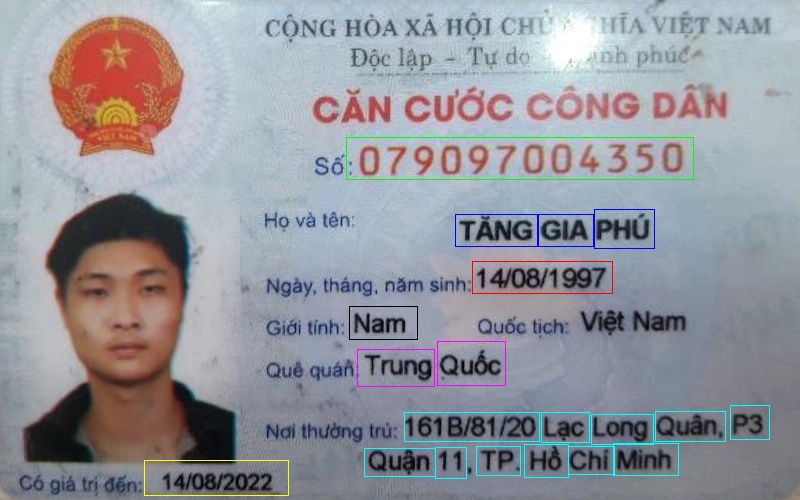 CỘNG HÒA XÃ HỘI CHỦ NGHĨA VIỆT NAM
Độc lập - Tự do - Hạnh phúc
CĂN CƯỚC CÔNG DÂN
Số: 079097004350
Họ và tên: TĂNG GIA PHÚ
Ngày, tháng, năm sinh: 14/08/1997
Giới tính: Nam Quốc tịch: Việt Nam
Quê quán: Trung Quốc
Nơi thường trú: 161B/81/20 Lạc Long Quân, P3
Quận 11, TP. Hồ Chí Minh
Có giá trị đến: 14/08/2022
VIỆT NAM